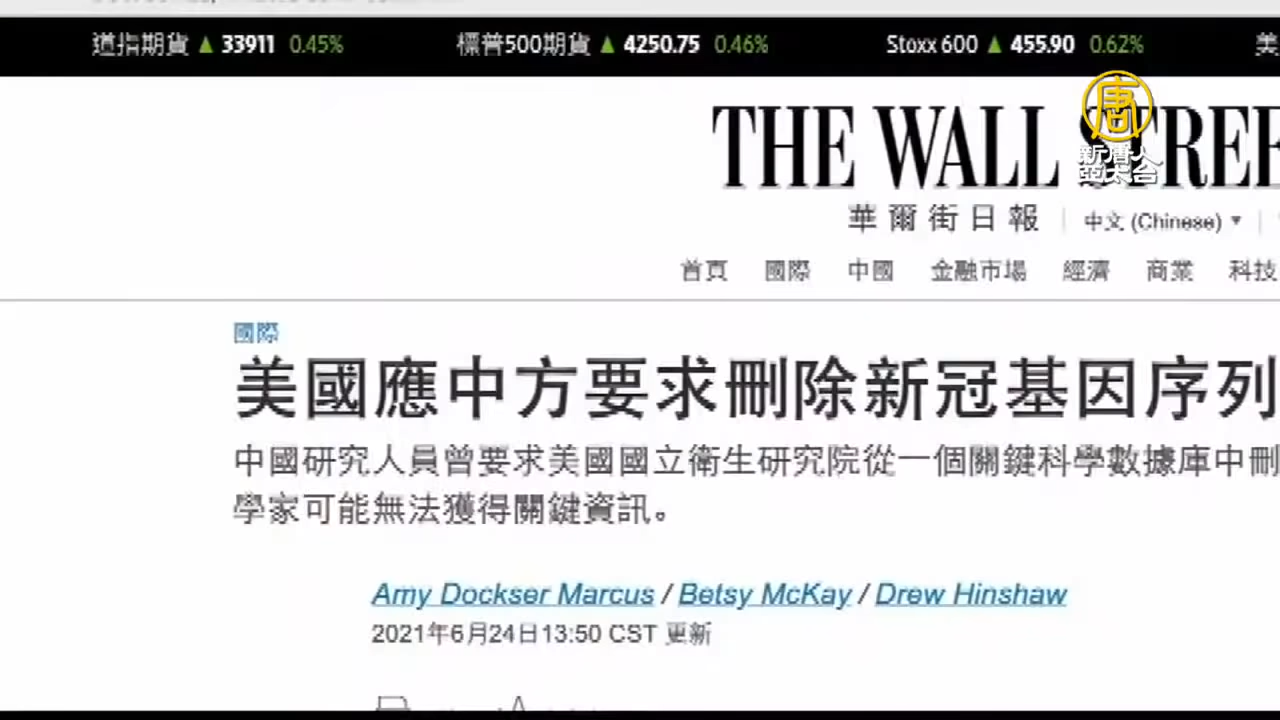 道指期貨 ▲ 33911 0.45% 標普500期貨 ▲ 4250.75 0.46% Stoxx 600 ▲ 455.90 0.62% 美
唐
新唐人
亞太台
THE WALL STREE
華爾街日報 中文 (Chinese) ▼
首頁 國際 中國 金融市場 經濟 商業 科技
國際
美國應中方要求刪除新冠基因序列
中國研究人員曾要求美國國立衛生研究院從一個關鍵科學數據庫中刪
學家可能無法獲得關鍵資訊。
Amy Dockser Marcus / Betsy McKay / Drew Hinshaw
2021年6月24日13:50 CST 更新